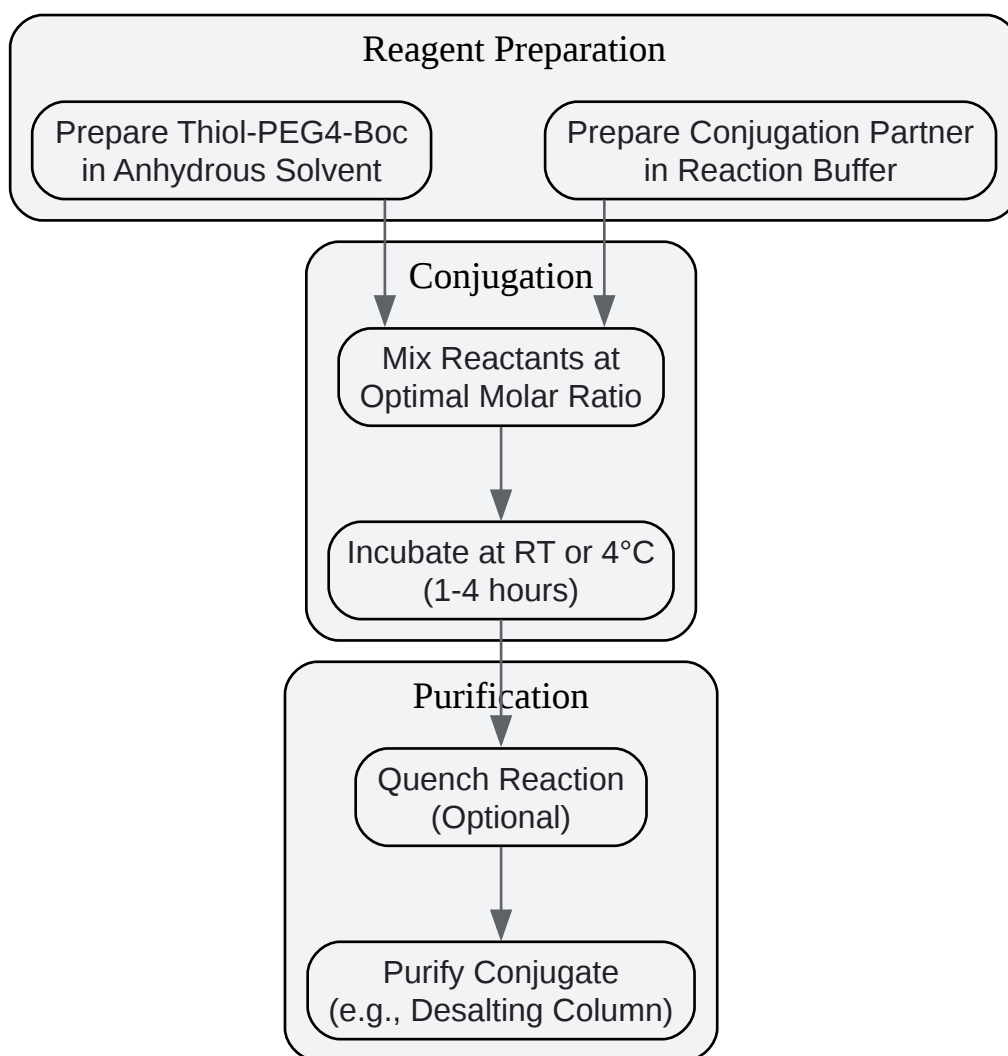 Reagent Preparation
Prepare Thiol-PEG4-Boc
in Anhydrous Solvent
Prepare Conjugation Partner
in Reaction Buffer
Conjugation
Mix Reactants at
Optimal Molar Ratio
Incubate at RT or 4°C
(1-4 hours)
Purification
Quench Reaction
(Optional)
Purify Conjugate
(e.g., Desalting Column)